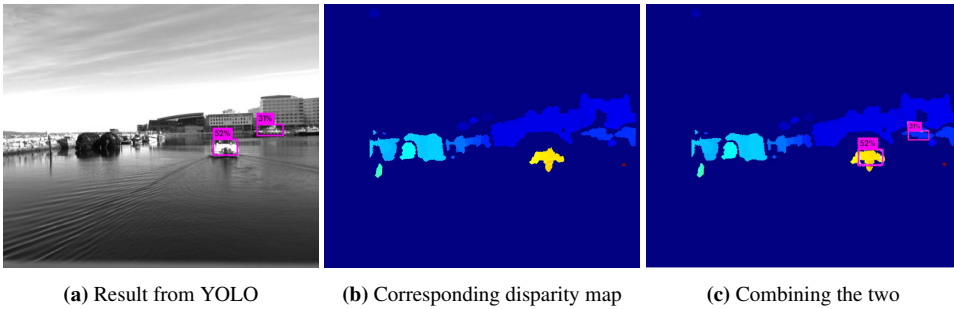 31%
52%
31%
52%
(a) Result from YOLO
(b) Corresponding disparity map
(c) Combining the two